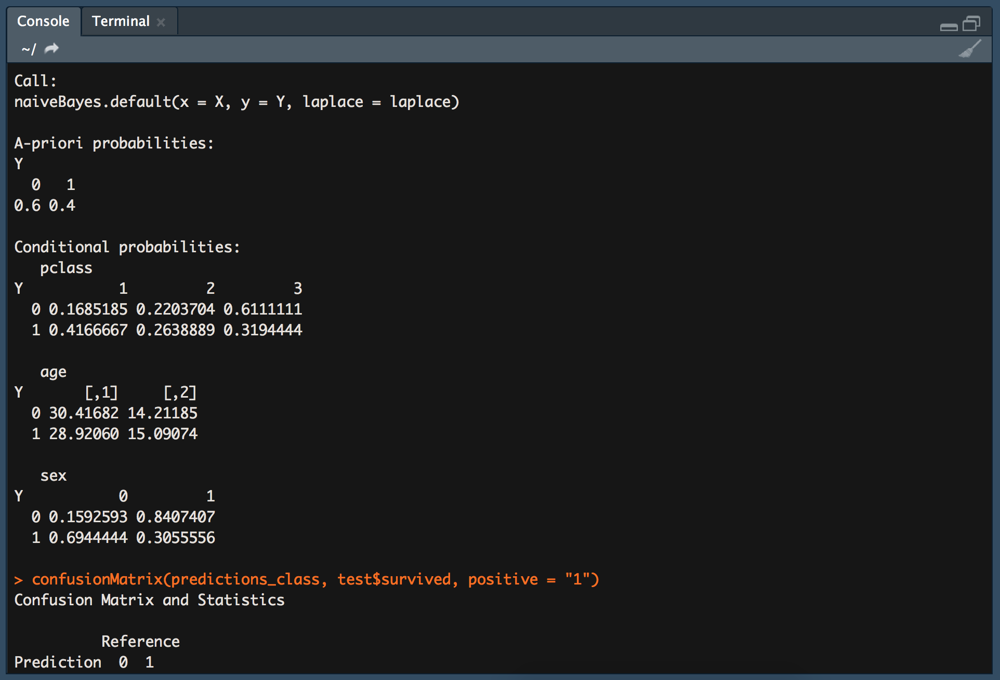 Console Terminal ×
~/
Call:
naiveBayes.default(x = X, y = Y, laplace = laplace)
A-priori probabilities:
Y
  0   1
0.6 0.4
Conditional probabilities:
   pclass
Y           1         2         3
  0 0.1685185 0.2203704 0.6111111
  1 0.4166667 0.2638889 0.3194444
   age
Y       [,1]     [,2]
  0 30.41682 14.21185
  1 28.92060 15.09074
   sex
Y           0         1
  0 0.1592593 0.8407407
  1 0.6944444 0.3055556
> confusionMatrix(predictions_class, test$survived, positive = "1")
Confusion Matrix and Statistics
          Reference
Prediction  0  1